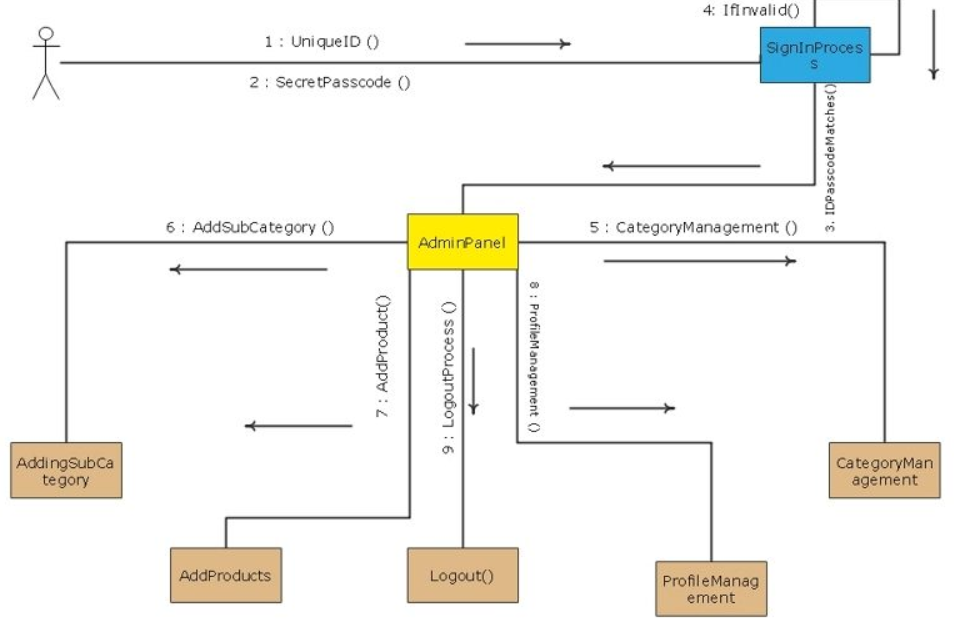 4: IfInvalid()
1 : UniqueID ()
SignInProces
s
2 : SecretPasscode ()
3. IDPasscodeMatches()
6 : AddSubCategory ()
AdminPanel
5 : CategoryManagement ()
7 : AddProduct()
9 : LogoutProcess ()
8 : ProfileManagement ()
AddingSubCa
tegory
CategoryMan
agement
AddProducts
Logout()
ProfileManag
ement